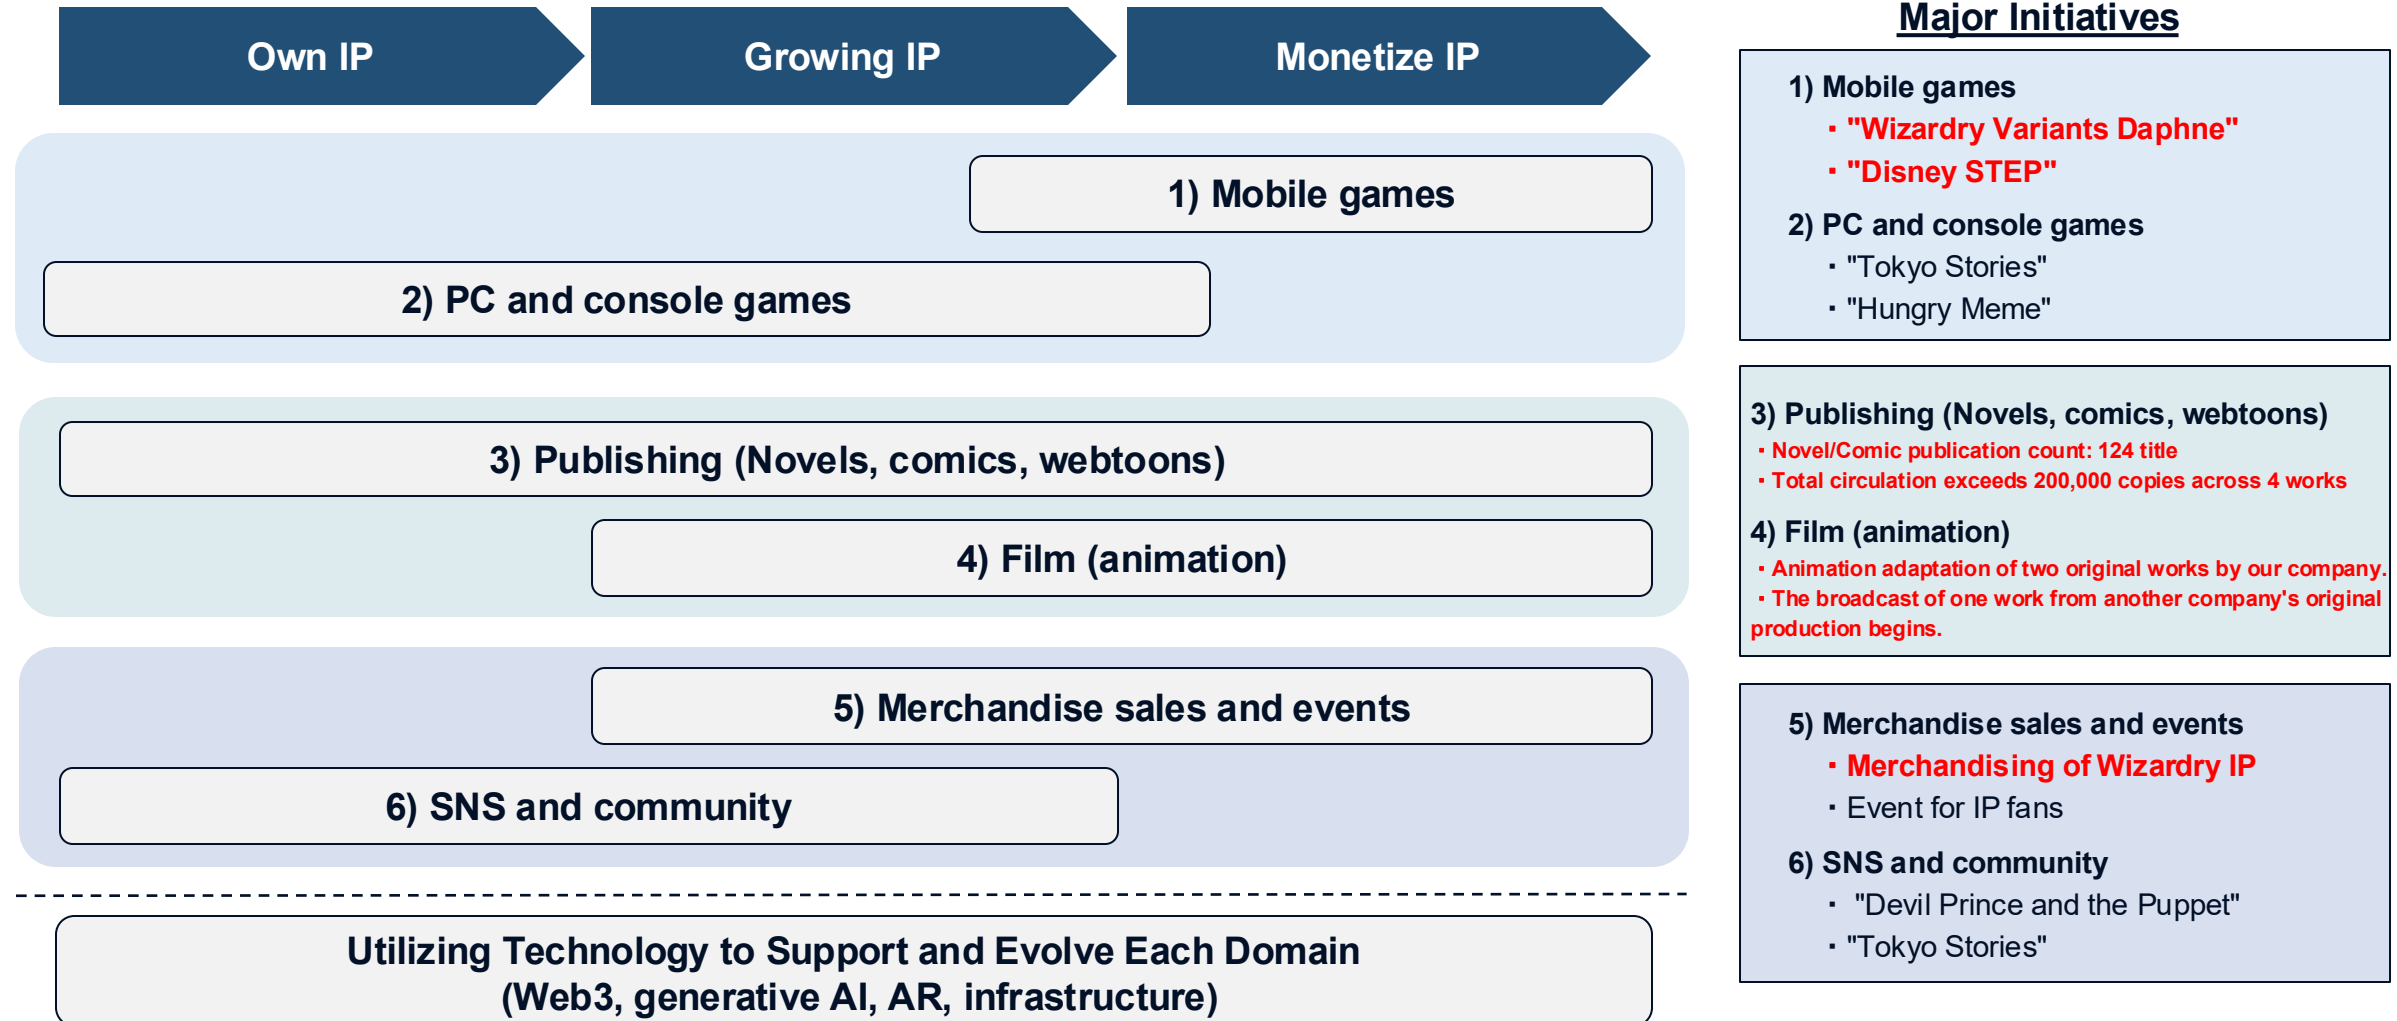 Own IP
Growing IP
Monetize IP
1) Mobile games
2) PC and console games
3) Publishing (Novels, comics, webtoons)
4) Film (animation)
5) Merchandise sales and events
6) SNS and community
Utilizing Technology to Support and Evolve Each Domain
(Web3, generative AI, AR, infrastructure)
Major Initiatives
1) Mobile games
・"Wizardry Variants Daphne"
・"Disney STEP"
2) PC and console games
・"Tokyo Stories"
・"Hungry Meme"
3) Publishing (Novels, comics, webtoons)
・Novel/Comic publication count: 124 title
・Total circulation exceeds 200,000 copies across 4 works
4) Film (animation)
・Animation adaptation of two original works by our company.
・The broadcast of one work from another company's original
production begins.
5) Merchandise sales and events
・Merchandising of Wizardry IP
・Event for IP fans
6) SNS and community
・ "Devil Prince and the Puppet"
・"Tokyo Stories"